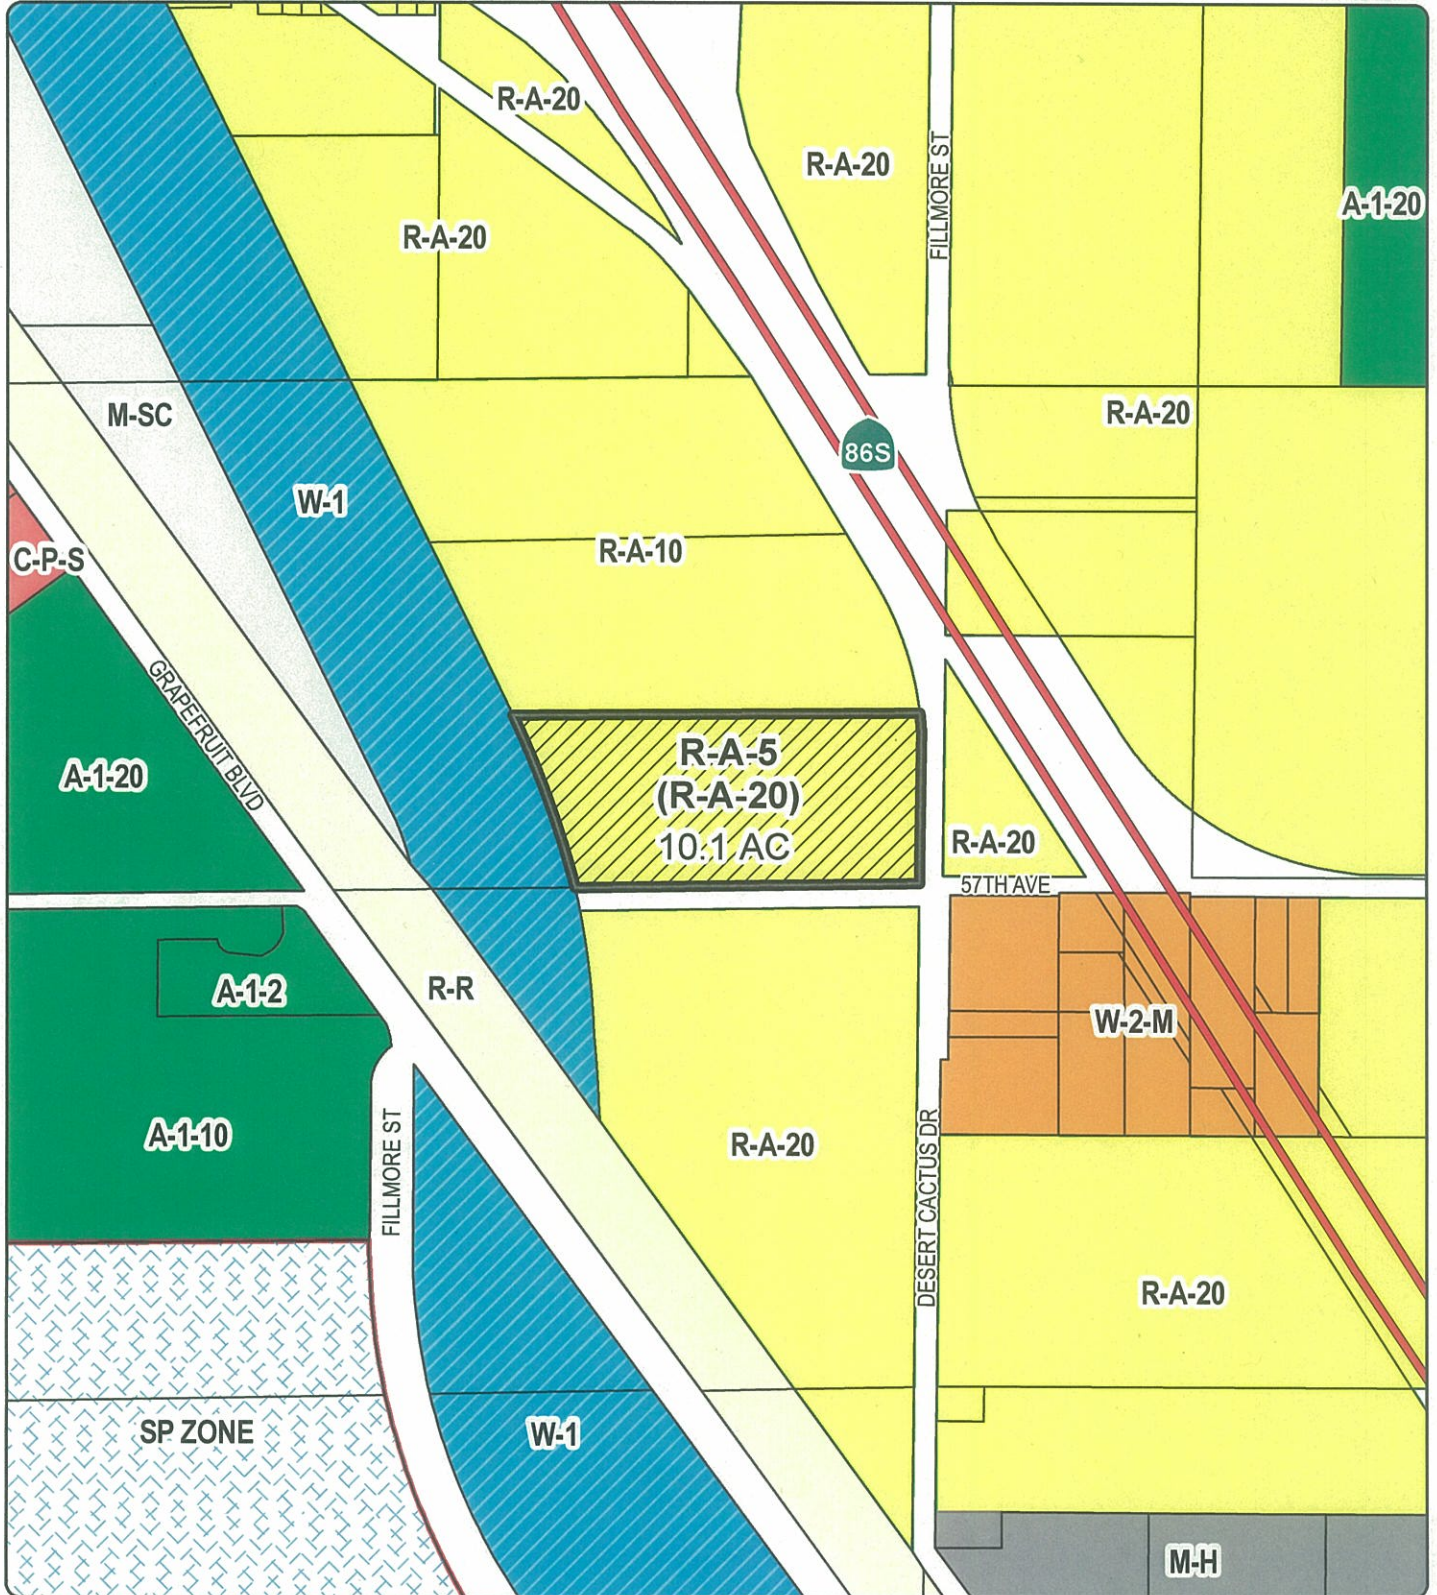 R-A-20
R-A-20
FILLMORE ST
A-1-20
R-A-20
M-SC
R-A-20
86S
W-1
R-A-10
C-P-S
GRAPEFRUIT BLVD
A-1-20
R-A-5
(R-A-20)
10.1 AC
R-A-20
57TH AVE
A-1-2
R-R
W-2-M
A-1-10
FILLMORE ST
R-A-20
DESERT CACTUS DR
R-A-20
SP ZONE
W-1
M-H